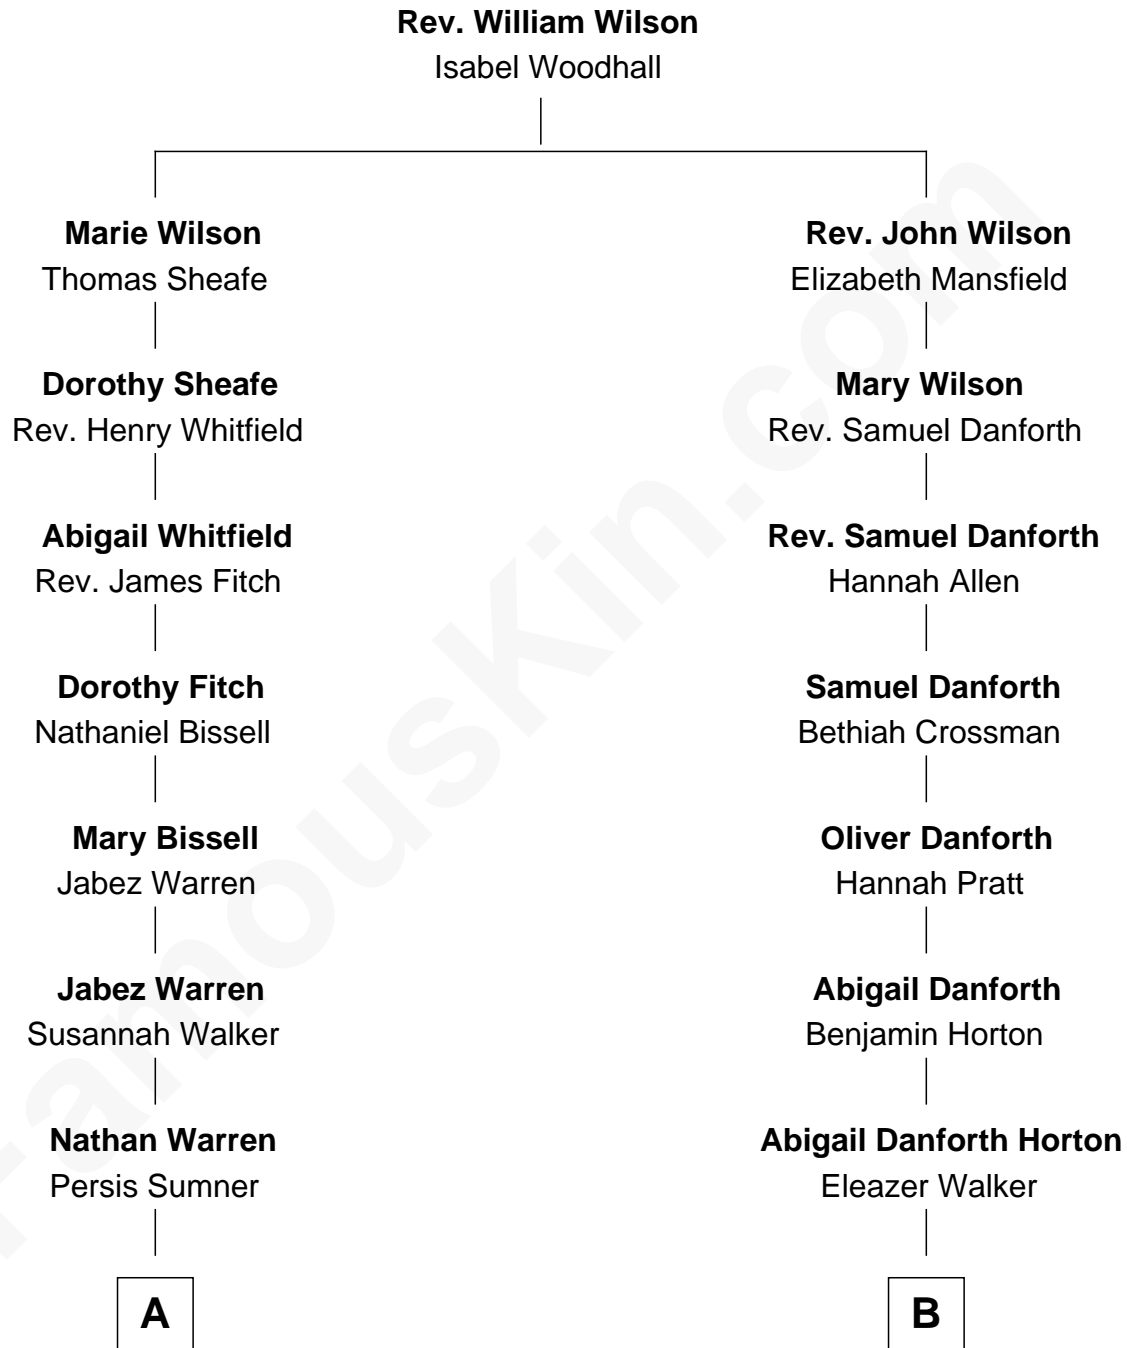 Rev. William Wilson
Isabel Woodhall
Marie Wilson
Thomas Sheafe
Rev. John Wilson
Elizabeth Mansfield
Dorothy Sheafe
Rev. Henry Whitfield
Mary Wilson
Rev. Samuel Danforth
Abigail Whitfield
Rev. James Fitch
Rev. Samuel Danforth
Hannah Allen
Dorothy Fitch
Nathaniel Bissell
Samuel Danforth
Bethiah Crossman
Mary Bissell
Jabez Warren
Oliver Danforth
Hannah Pratt
Jabez Warren
Susannah Walker
Abigail Danforth
Benjamin Horton
Nathan Warren
Persis Sumner
Abigail Danforth Horton
Eleazer Walker
A
B
FamousKin.com